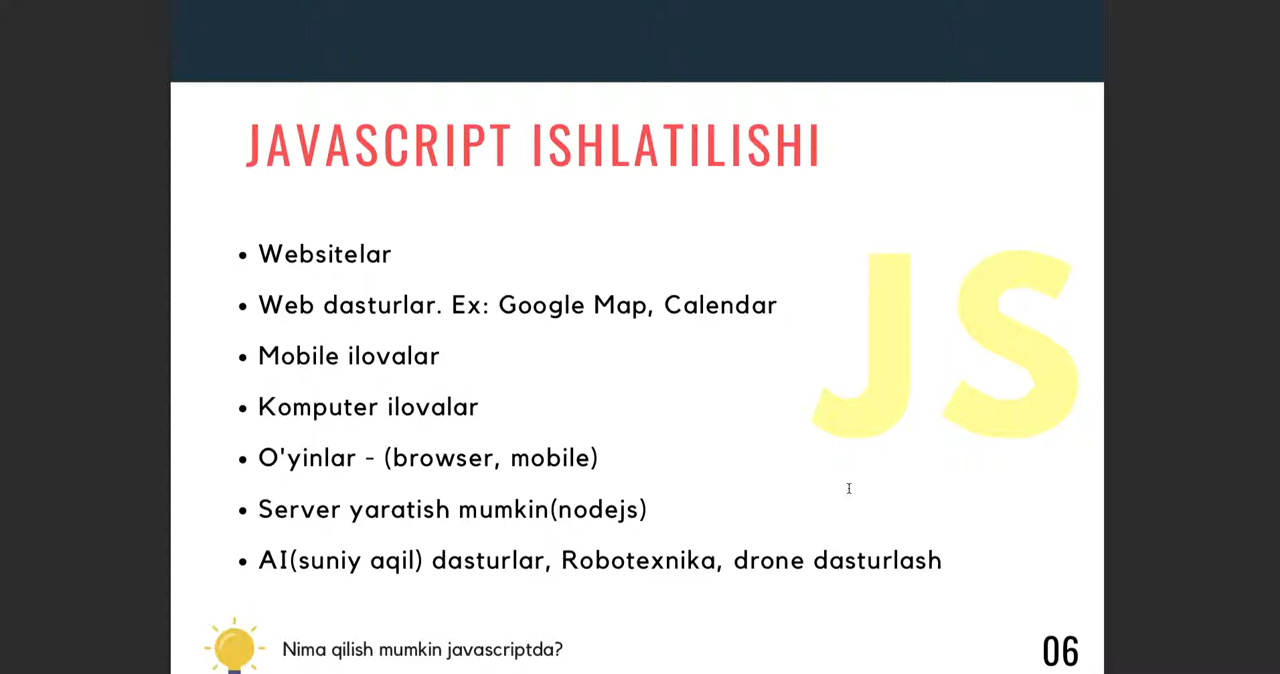 JAVASCRIPT ISHLATILISHI
• Websitelar
• Web dasturlar. Ex: Google Map, Calendar
• Mobile ilovalar
• Komputer ilovalar
• O'yinlar - (browser, mobile)
• Server yaratish mumkin(nodejs)
• AI(suniy aqil) dasturlar, Robotexnika, drone dasturlash
JS
Nima qilish mumkin javascriptda?
06